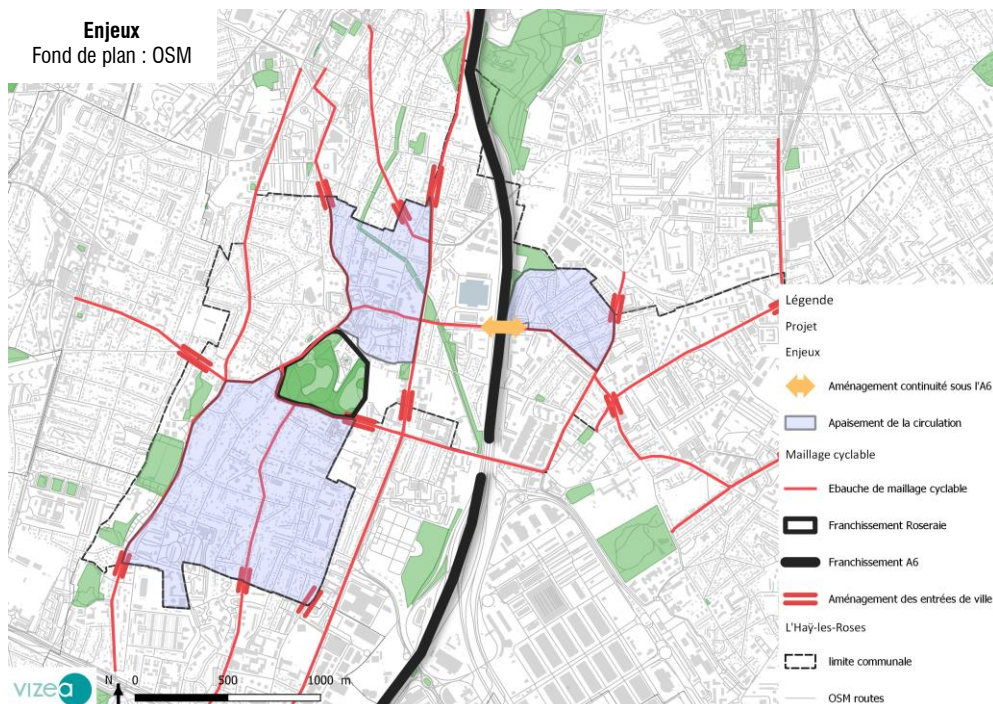 Enjeux
Fond de plan : OSM
Légende
Projet
Enjeux
Aménagement continuité sous l'A6
Apaisement de la circulation
Maillage cyclable
Ebauche de maillage cyclable
Franchissement Roseraie
Franchissement A6
Aménagement des entrées de ville
L'Haÿ-les-Roses
limite communale
OSM routes
vizea
N 0 500 1000 m